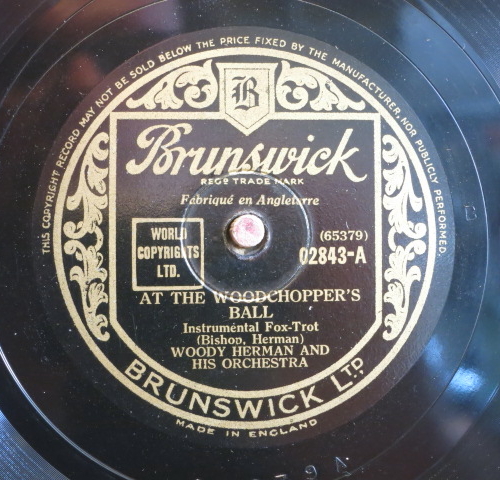 THIS COPYRIGHT RECORD MAY NOT BE SOLD BELOW THE PRICE FIXED BY THE MANUFACTURER, NOR PUBLICLY PERFORMED.
B
Brunswick
REGD TRADE MARK
Fabriqué en Angleterre
WORLD
COPYRIGHTS
LTD.
(65379)
02843-A
AT THE WOODCHOPPER'S
BALL
Instrumental Fox-Trot
(Bishop, Herman)
WOODY HERMAN AND
HIS ORCHESTRA
BRUNSWICK LTD.
MADE IN ENGLAND